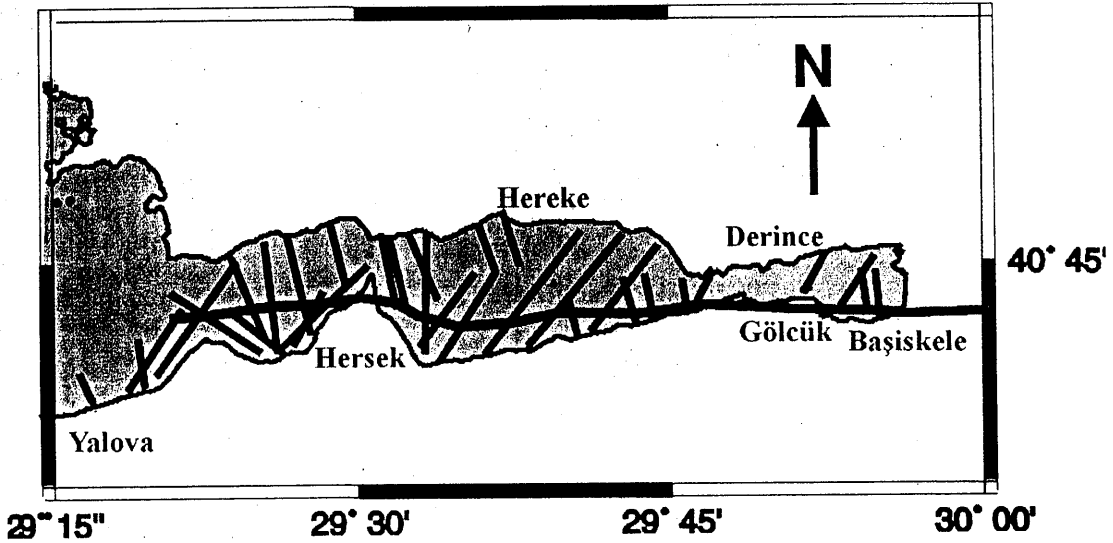 N
Hereke
Derince
40° 45'
Gölcük
Başiskele
Hersek
Yalova
29° 15"
29° 30'
29° 45'
30° 00'